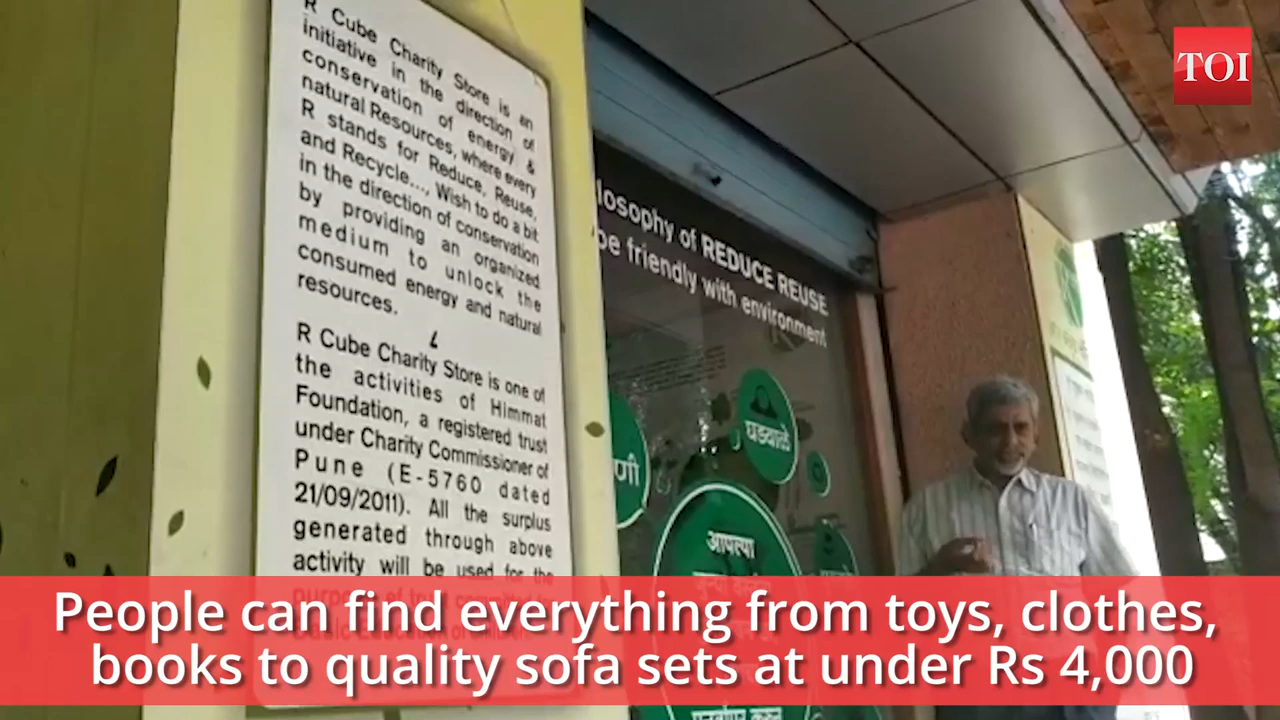 R Cube Charity Store is an
initiative in the direction of
conservation of energy &
natural Resources, where every
R stands for Reduce, Reuse,
and Recycle..., Wish to do a bit
in the direction of conservation
by providing an organized
medium to unlock the
consumed energy and natural
resources.
R Cube Charity Store is one of
the activities of Himmat
Foundation, a registered trust
under Charity Commissioner of
Pune (E-5760 dated
21/09/2011). All the surplus
generated through above
activity will be used for the
losophy of REDUCE REUSE
be friendly with environment
घड्याळे
णी
आपल्या
TOI
People can find everything from toys, clothes,
books to quality sofa sets at under Rs 4,000